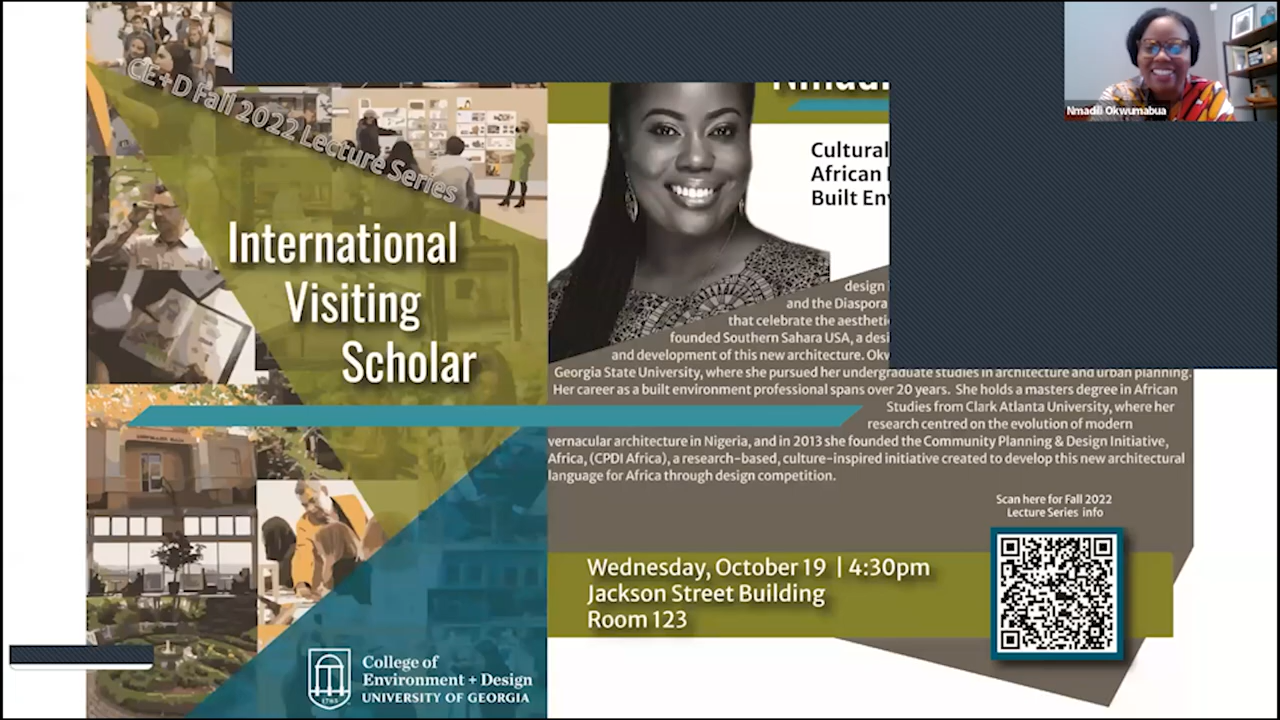 CE+D Fall 2022 Lecture Series
International
Visiting
Scholar
Nmadili Okwumabua
Cultural
African
Built
design
and the Diaspora
that celebrate the
founded Southern Sahara USA, a
and development of this new architecture.
Georgia State University, where she pursued her undergraduate studies in architecture and urban planning.
Her career as a built environment professional spans over 20 years. She holds a masters degree in African
Studies from Clark Atlanta University, where her
research centred on the evolution of modern
vernacular architecture in Nigeria, and in 2013 she founded the Community Planning & Design Initiative,
Africa, (CPDI Africa), a research-based, culture-inspired initiative created to develop this new architectural
language for Africa through design competition.
Scan here for Fall 2022
Lecture Series info
Wednesday, October 19 | 4:30pm
Jackson Street Building
Room 123
College of
Environment + Design
UNIVERSITY OF GEORGIA